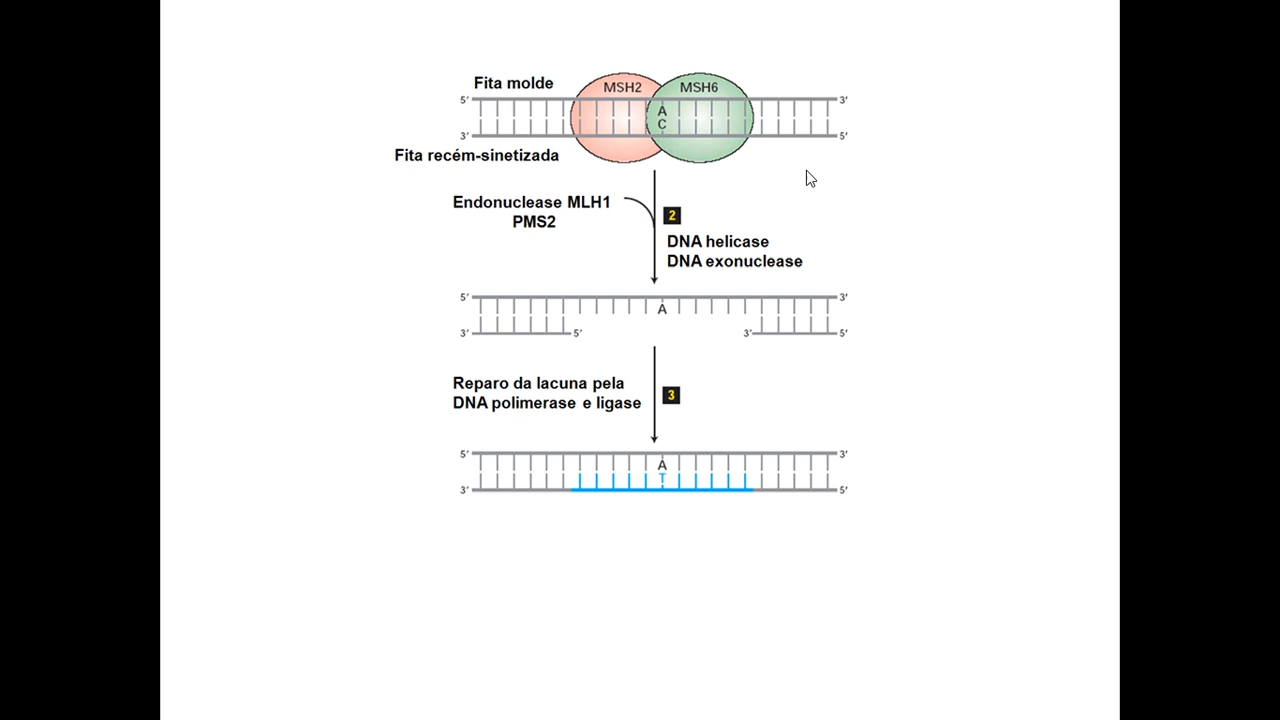 Fita molde
MSH2 MSH6
5′ 3′
A
C
3′ 5′
Fita recém-sinetizada
Endonuclease MLH1
PMS2
2
DNA helicase
DNA exonuclease
5′ 3′
A
3′ 5′ 3′ 5′
Reparo da lacuna pela
DNA polimerase e ligase
3
5′ 3′
A
T
3′ 5′